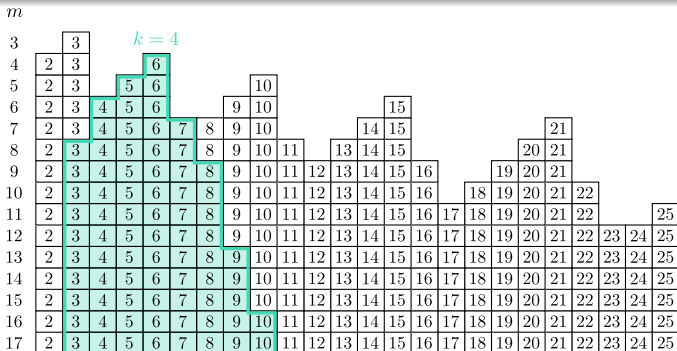 m
k = 4
3 3
4 2 3 6
5 2 3 5 6 10
6 2 3 4 5 6 9 10 15
7 2 3 4 5 6 7 8 9 10 14 15 21
8 2 3 4 5 6 7 8 9 10 11 13 14 15 20 21
9 2 3 4 5 6 7 8 9 10 11 12 13 14 15 16 19 20 21
10 2 3 4 5 6 7 8 9 10 11 12 13 14 15 16 18 19 20 21 22
11 2 3 4 5 6 7 8 9 10 11 12 13 14 15 16 17 18 19 20 21 22 25
12 2 3 4 5 6 7 8 9 10 11 12 13 14 15 16 17 18 19 20 21 22 23 24 25
13 2 3 4 5 6 7 8 9 10 11 12 13 14 15 16 17 18 19 20 21 22 23 24 25
14 2 3 4 5 6 7 8 9 10 11 12 13 14 15 16 17 18 19 20 21 22 23 24 25
15 2 3 4 5 6 7 8 9 10 11 12 13 14 15 16 17 18 19 20 21 22 23 24 25
16 2 3 4 5 6 7 8 9 10 11 12 13 14 15 16 17 18 19 20 21 22 23 24 25
17 2 3 4 5 6 7 8 9 10 11 12 13 14 15 16 17 18 19 20 21 22 23 24 25